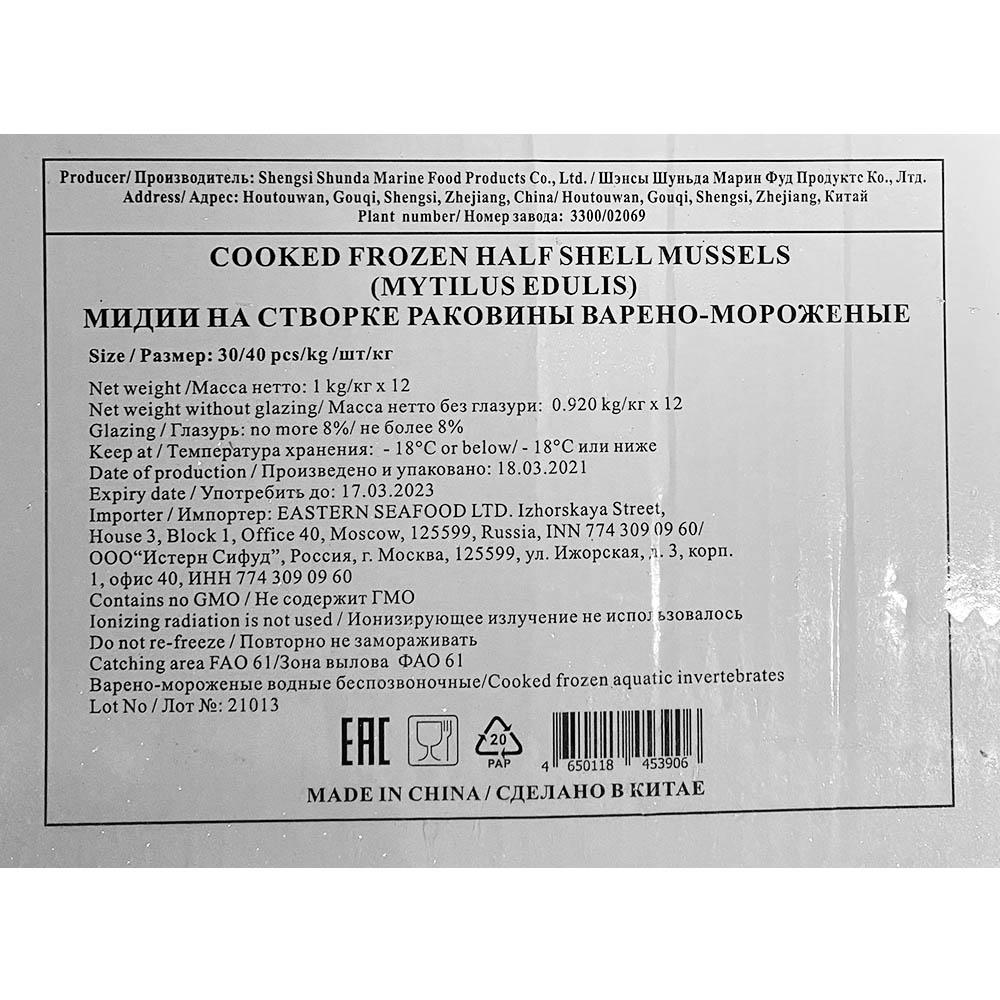 Producer/ Производитель: Shengsi Shunda Marine Food Products Co., Ltd. / Шэнсы Шуньда Марин Фуд Продуктс Ко., Лтд.
Address/ Адрес: Houtouwan, Gouqi, Shengsi, Zhejiang, China/ Houtouwan, Gouqi, Shengsi, Zhejiang, Китай
Plant number/ Номер завода: 3300/02069
COOKED FROZEN HALF SHELL MUSSELS
(MYTILUS EDULIS)
МИДИИ НА СТВОРКЕ РАКОВИНЫ ВАРЕНО-МОРОЖЕНЫЕ
Size / Размер: 30/40 pcs/kg /шт/кг
Net weight /Масса нетто: 1 kg/кг x 12
Net weight without glazing/ Масса нетто без глазури: 0.920 kg/кг x 12
Glazing / Глазурь: no more 8%/ не более 8%
Keep at / Температура хранения: - 18°C or below/ - 18°C или ниже
Date of production / Произведено и упаковано: 18.03.2021
Expiry date / Употребить до: 17.03.2023
Importer / Импортер: EASTERN SEAFOOD LTD. Izhorskaya Street,
House 3, Block 1, Office 40, Moscow, 125599, Russia, INN 774 309 09 60/
ООО“Истерн Сифуд”, Россия, г. Москва, 125599, ул. Ижорская, д. 3, корп.
1, офис 40, ИНН 774 309 09 60
Contains no GMO / Не содержит ГМО
Ionizing radiation is not used / Ионизирующее излучение не использовалось
Do not re-freeze / Повторно не замораживать
Catching area FAO 61/Зона вылова ФАО 61
Варено-мороженые водные беспозвоночные/Cooked frozen aquatic invertebrates
Lot No / Лот №: 21013
EAC
20
PAP
4 650118 453906
MADE IN CHINA / СДЕЛАНО В КИТАЕ